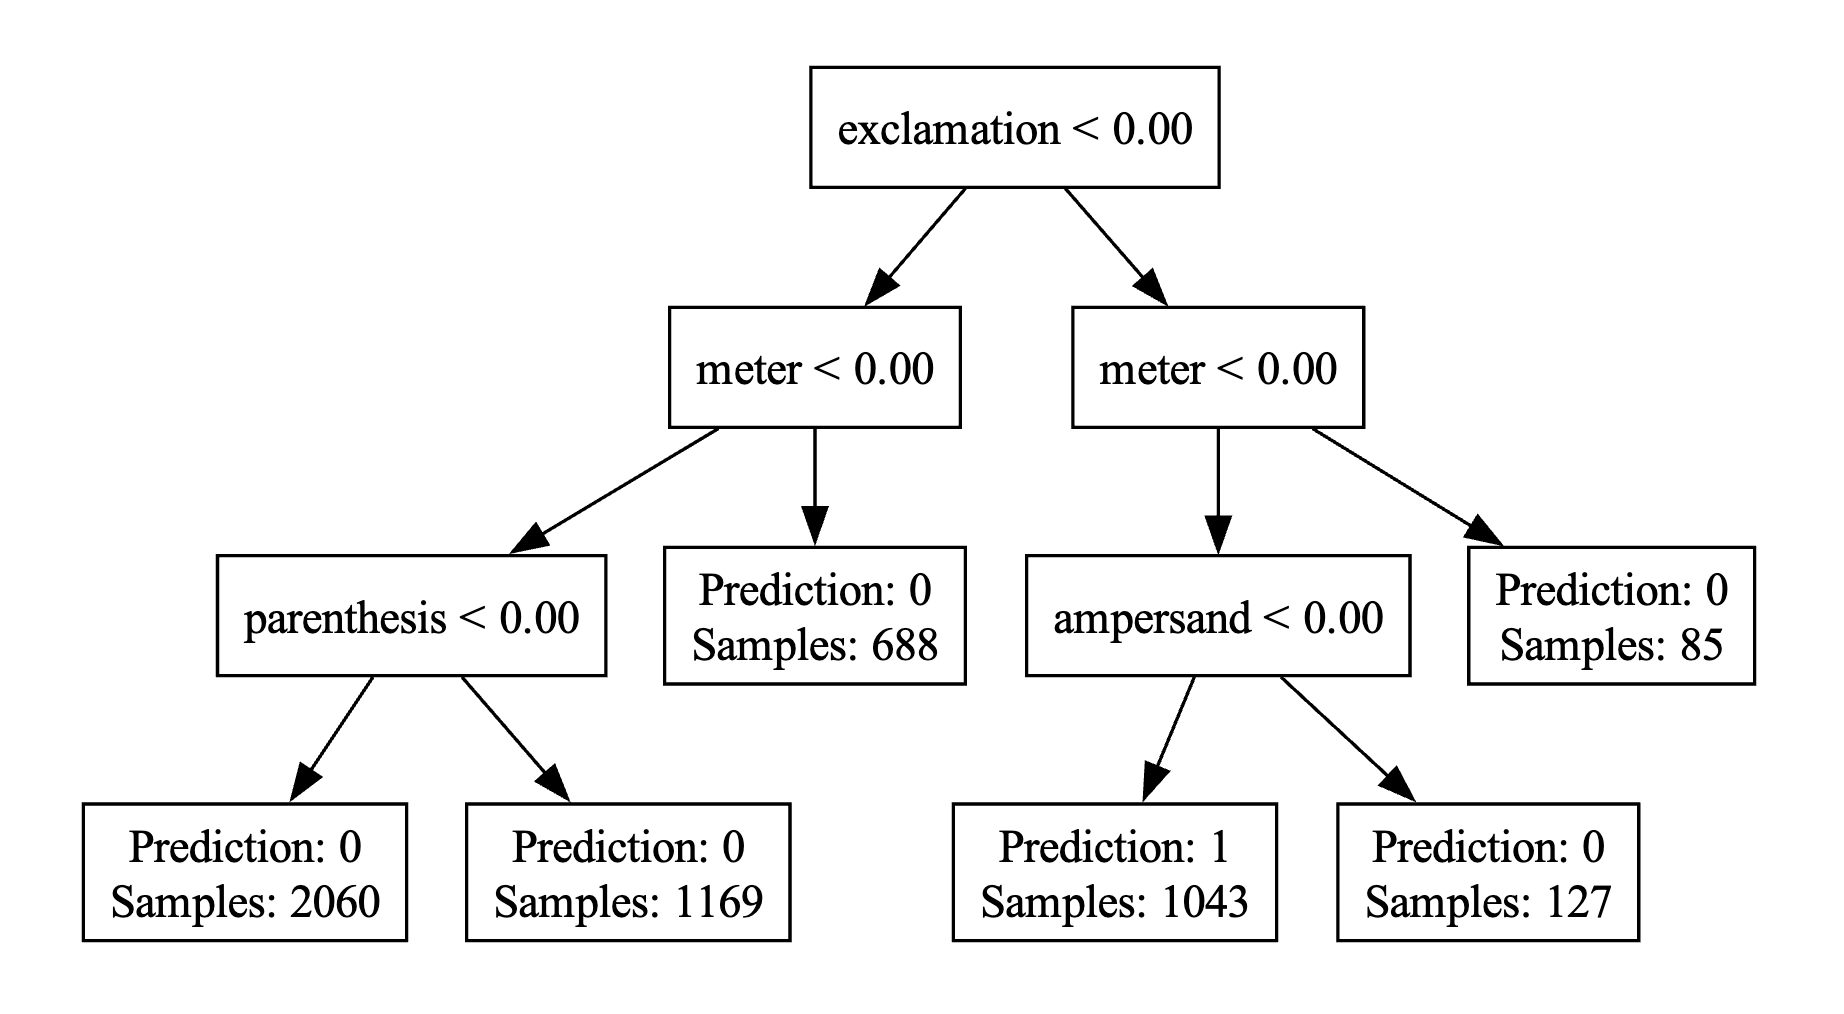 exclamation < 0.00
meter < 0.00
meter < 0.00
parenthesis < 0.00
Prediction: 0
Samples: 688
ampersand < 0.00
Prediction: 0
Samples: 85
Prediction: 0
Samples: 2060
Prediction: 0
Samples: 1169
Prediction: 1
Samples: 1043
Prediction: 0
Samples: 127